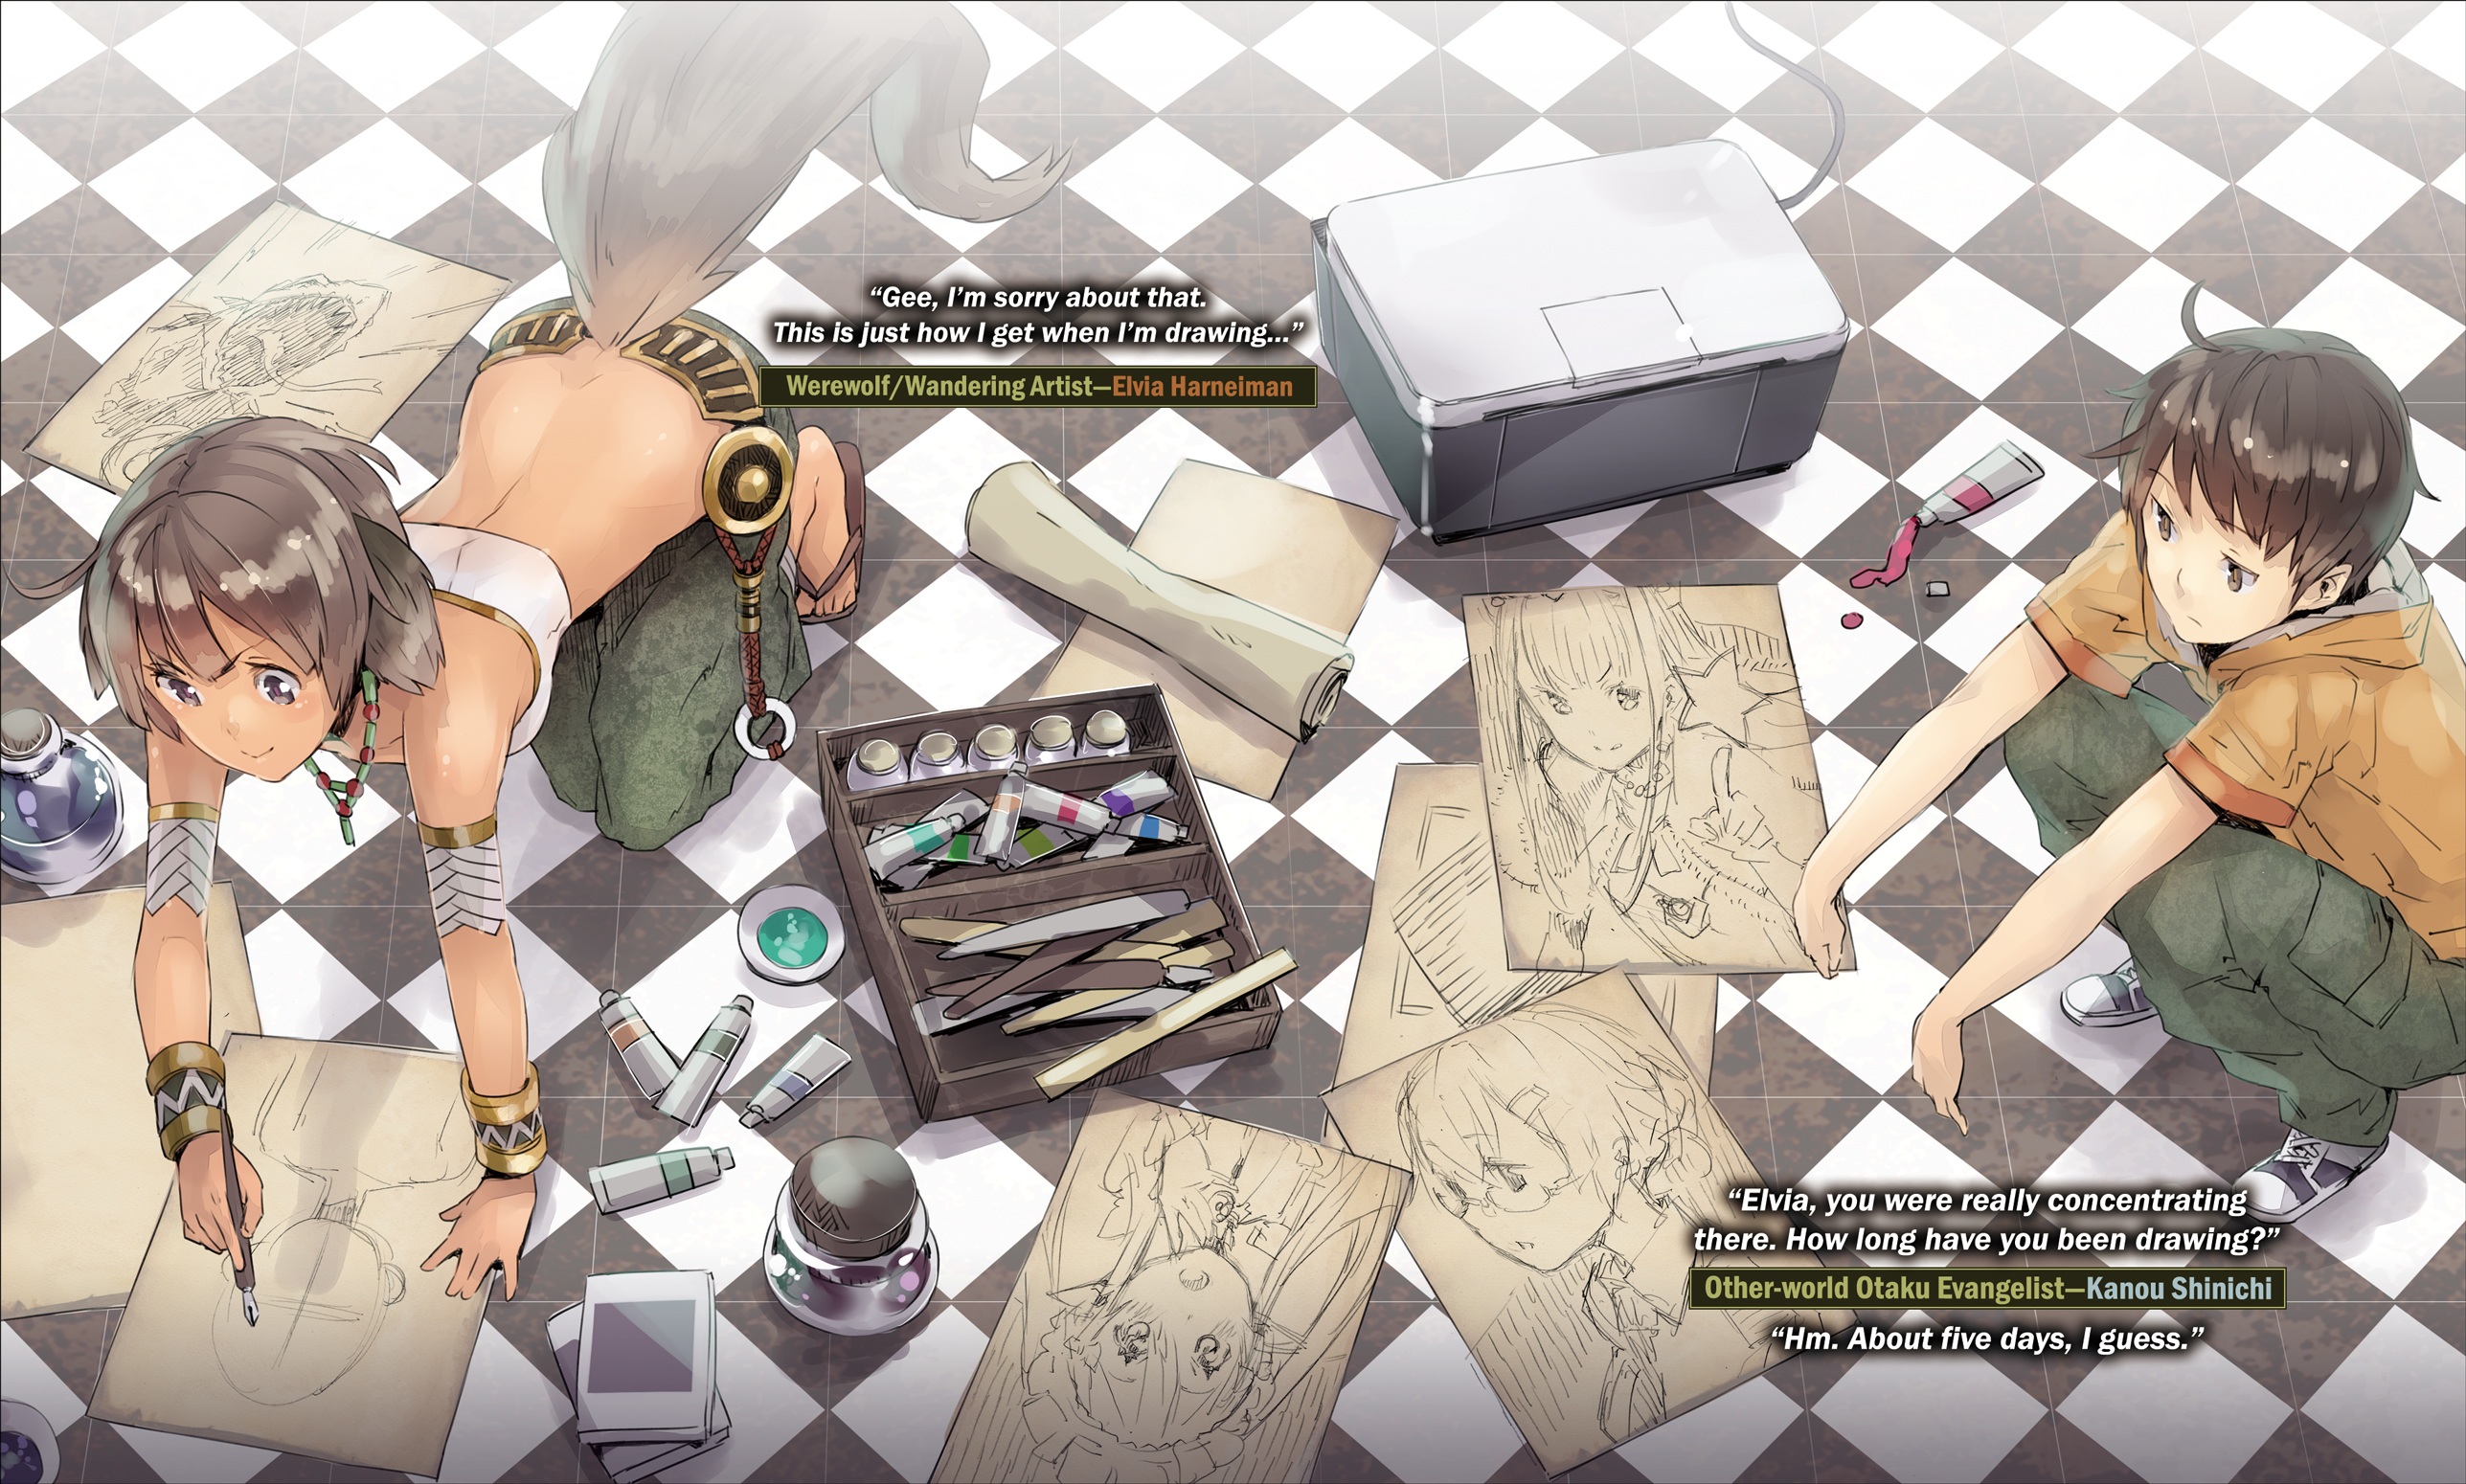 “Gee, I’m sorry about that.
This is just how I get when I’m drawing...”
Werewolf/Wandering Artist—Elvia Harneiman
“Elvia, you were really concentrating
there. How long have you been drawing?”
Other-world Otaku Evangelist—Kanou Shinichi
“Hm. About five days, I guess.”